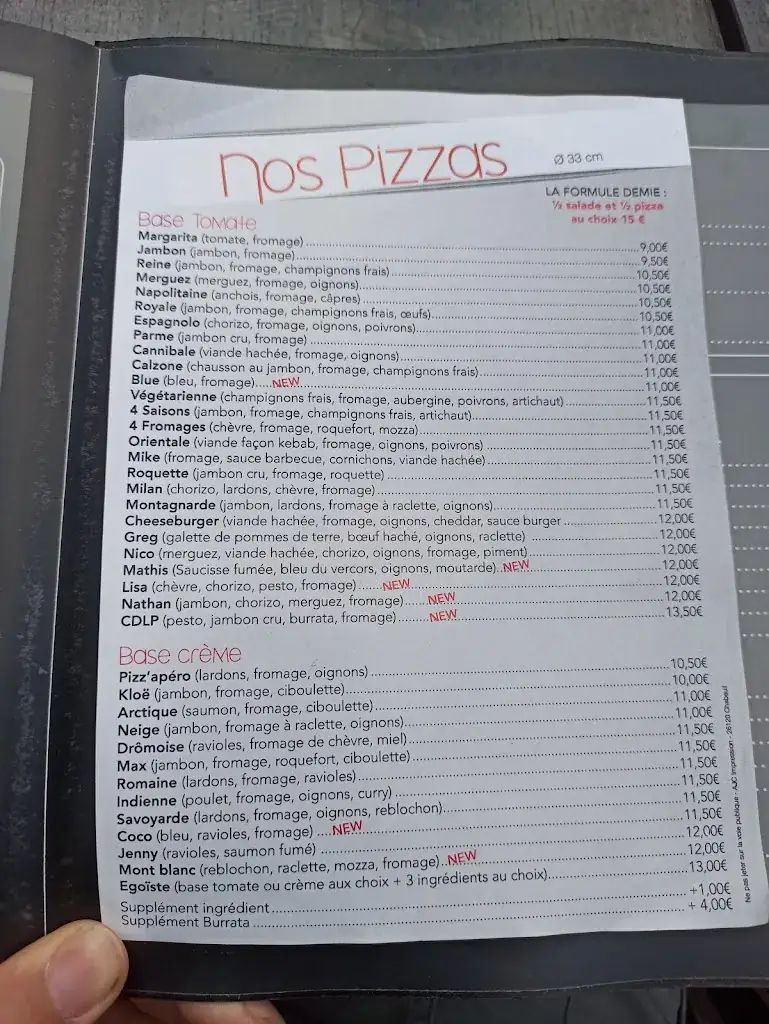 nos Pizzas Ø 33 cm
LA FORMULE DEMIE :
½ salade et ½ pizza
au choix 15 €
Base Tomate
Margarita (tomate, fromage) 9,00€
Jambon (jambon, fromage) 9,50€
Reine (jambon, fromage, champignons frais) 10,50€
Merguez (merguez, fromage, oignons) 10,50€
Napolitaine (anchois, fromage, câpres) 10,50€
Royale (jambon, fromage, champignons frais, œufs) 10,50€
Espagnolo (chorizo, fromage, oignons, poivrons) 11,00€
Parme (jambon cru, fromage) 11,00€
Cannibale (viande hachée, fromage, oignons) 11,00€
Calzone (chausson au jambon, fromage, champignons frais) 11,00€
Blue (bleu, fromage) NEW 11,00€
Végétarienne (champignons frais, fromage, aubergine, poivrons, artichaut) 11,50€
4 Saisons (jambon, fromage, champignons frais, artichaut) 11,50€
4 Fromages (chèvre, fromage, roquefort, mozza) 11,50€
Orientale (viande façon kebab, fromage, oignons, poivrons) 11,50€
Mike (fromage, sauce barbecue, cornichons, viande hachée) 11,50€
Roquette (jambon cru, fromage, roquette) 11,50€
Milan (chorizo, lardons, chèvre, fromage) 11,50€
Montagnarde (jambon, lardons, fromage à raclette, oignons) 11,50€
Cheeseburger (viande hachée, fromage, oignons, cheddar, sauce burger 12,00€
Greg (galette de pommes de terre, bœuf haché, oignons, raclette) 12,00€
Nico (merguez, viande hachée, chorizo, oignons, fromage, piment) 12,00€
Mathis (Saucisse fumée, bleu du vercors, oignons, moutarde) NEW 12,00€
Lisa (chèvre, chorizo, pesto, fromage) NEW 12,00€
Nathan (jambon, chorizo, merguez, fromage) NEW 12,00€
CDLP (pesto, jambon cru, burrata, fromage) NEW 13,50€
Base crème
Pizz'apéro (lardons, fromage, oignons) 10,50€
Kloë (jambon, fromage, ciboulette) 10,00€
Arctique (saumon, fromage, ciboulette) 11,00€
Neige (jambon, fromage à raclette, oignons) 11,00€
Drômoise (ravioles, fromage de chèvre, miel) 11,50€
Max (jambon, fromage, roquefort, ciboulette) 11,50€
Romaine (lardons, fromage, ravioles) 11,50€
Indienne (poulet, fromage, oignons, curry) 11,50€
Savoyarde (lardons, fromage, oignons, reblochon) 11,50€
Coco (bleu, ravioles, fromage) NEW 11,50€
Jenny (ravioles, saumon fumé) 12,00€
Mont blanc (reblochon, raclette, mozza, fromage) NEW 12,00€
Egoïste (base tomate ou crème aux choix + 3 ingrédients au choix) 13,00€
Supplément ingrédient +1,00€
Supplément Burrata + 4,00€
Ne pas jeter sur la voie publique - AJC Impression - 26120 Chabeuil